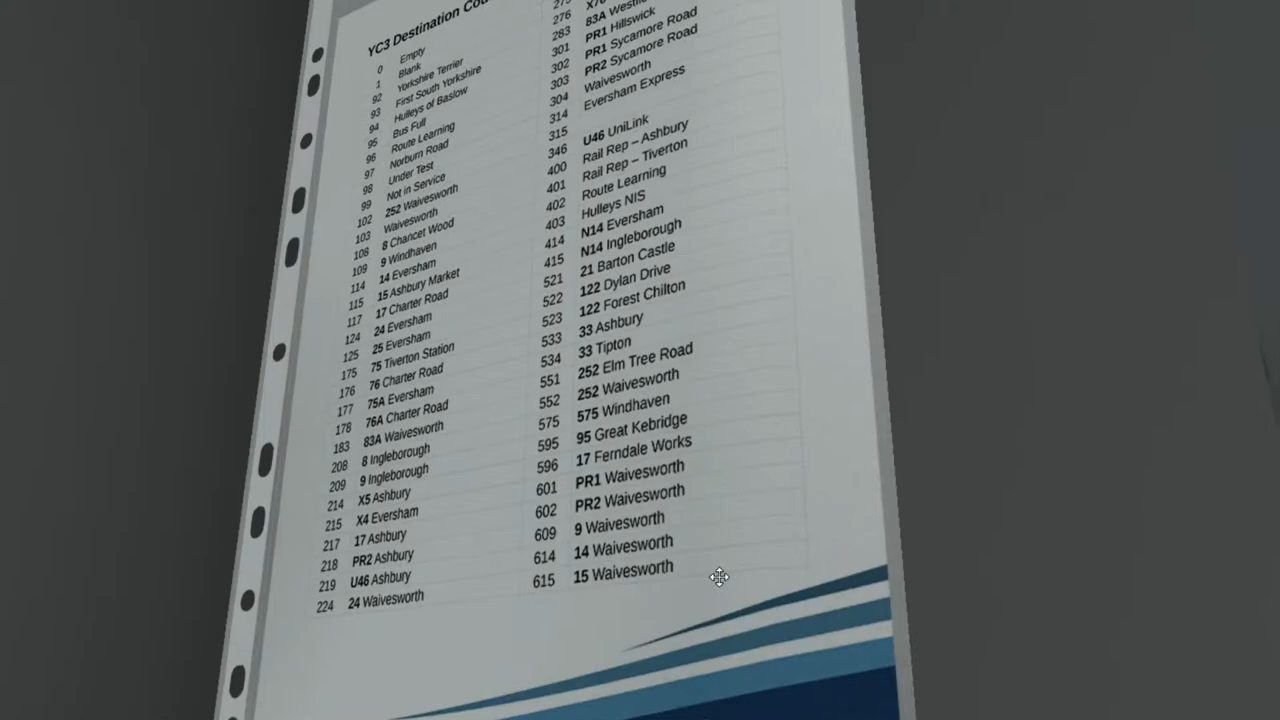 YC3 Destination
0 Empty
1 Blank
92 Yorkshire Terrier
93 First South Yorkshire
94 Hulleys of Baslow
95 Bus Full
96 Route Learning
97 Norburn Road
98 Under Test
99 Not in Service
102 252 Waivesworth
103 Waivesworth
108 8 Chancet Wood
109 9 Windhaven
114 14 Eversham
115 15 Ashbury Market
117 17 Charter Road
124 24 Eversham
125 25 Eversham
175 75 Tiverton Station
176 76 Charter Road
177 75A Eversham
178 76A Charter Road
183 83A Waivesworth
208 8 Ingleborough
209 9 Ingleborough
214 X5 Ashbury
215 X4 Eversham
217 17 Ashbury
218 PR2 Ashbury
219 U46 Ashbury
224 24 Waivesworth
276
283 83A
301 PR1 Hillswick
302 PR1 Sycamore Road
303 PR2 Sycamore Road
304 Waivesworth
314 Eversham Express
315
346 U46 UniLink
400 Rail Rep – Ashbury
401 Rail Rep – Tiverton
402 Route Learning
403 Hulleys NIS
414 N14 Eversham
415 N14 Ingleborough
521 21 Barton Castle
522 122 Dylan Drive
523 122 Forest Chilton
533 33 Ashbury
534 33 Tipton
551 252 Elm Tree Road
552 252 Waivesworth
575 575 Windhaven
595 95 Great Kebridge
596 17 Ferndale Works
601 PR1 Waivesworth
602 PR2 Waivesworth
609 9 Waivesworth
614 14 Waivesworth
615 15 Waivesworth